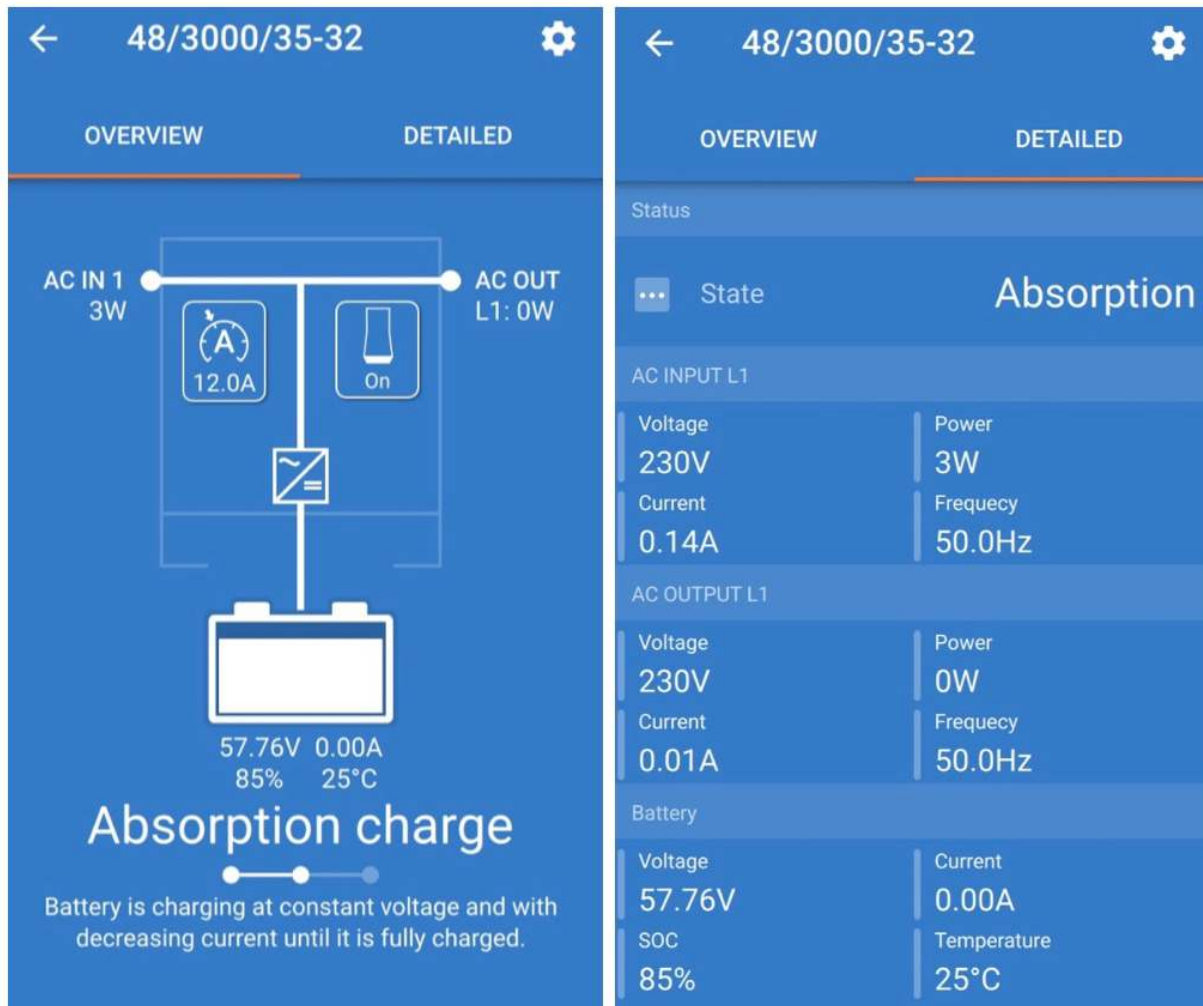 48/3000/35-32
OVERVIEW DETAILED
AC IN 1
3W
AC OUT
L1: 0W
A
12.0A
On
57.76V 0.00A
85% 25°C
Absorption charge
Battery is charging at constant voltage and with
decreasing current until it is fully charged.
48/3000/35-32
OVERVIEW DETAILED
Status
State Absorption
AC INPUT L1
Voltage Power
230V 3W
Current Frequecy
0.14A 50.0Hz
AC OUTPUT L1
Voltage Power
230V 0W
Current Frequecy
0.01A 50.0Hz
Battery
Voltage Current
57.76V 0.00A
SOC Temperature
85% 25°C